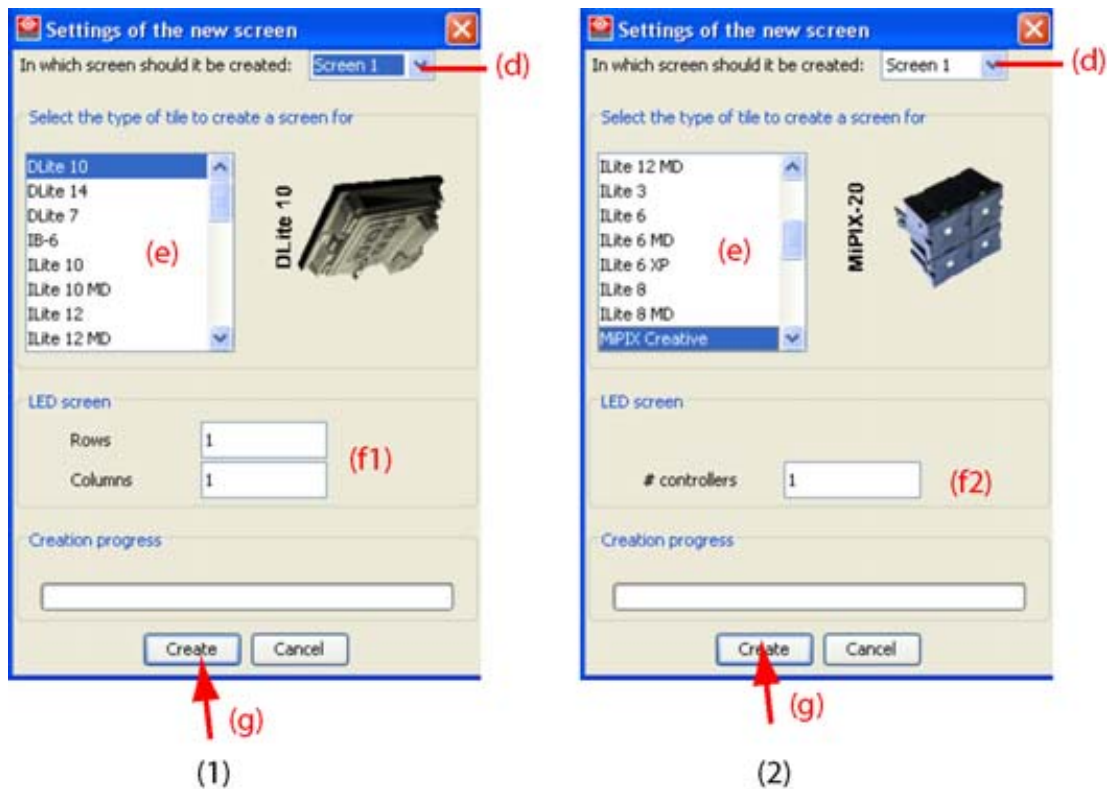 Settings of the new screen
In which screen should it be created: Screen 1 (d)
Select the type of tile to create a screen for
DLite 10
DLite 14
DLite 7
IB-6
ILite 10
ILite 10 MD
ILite 12
ILite 12 MD
(e)
DLite 10
LED screen
Rows 1
Columns 1
(f1)
Creation progress
Create Cancel
(g)
(1)
Settings of the new screen
In which screen should it be created: Screen 1 (d)
Select the type of tile to create a screen for
ILite 12 MD
ILite 3
ILite 6
ILite 6 MD
ILite 6 XP
ILite 8
ILite 8 MD
MiPIX Creative
(e)
MiPIX-20
LED screen
# controllers 1
(f2)
Creation progress
Create Cancel
(g)
(2)